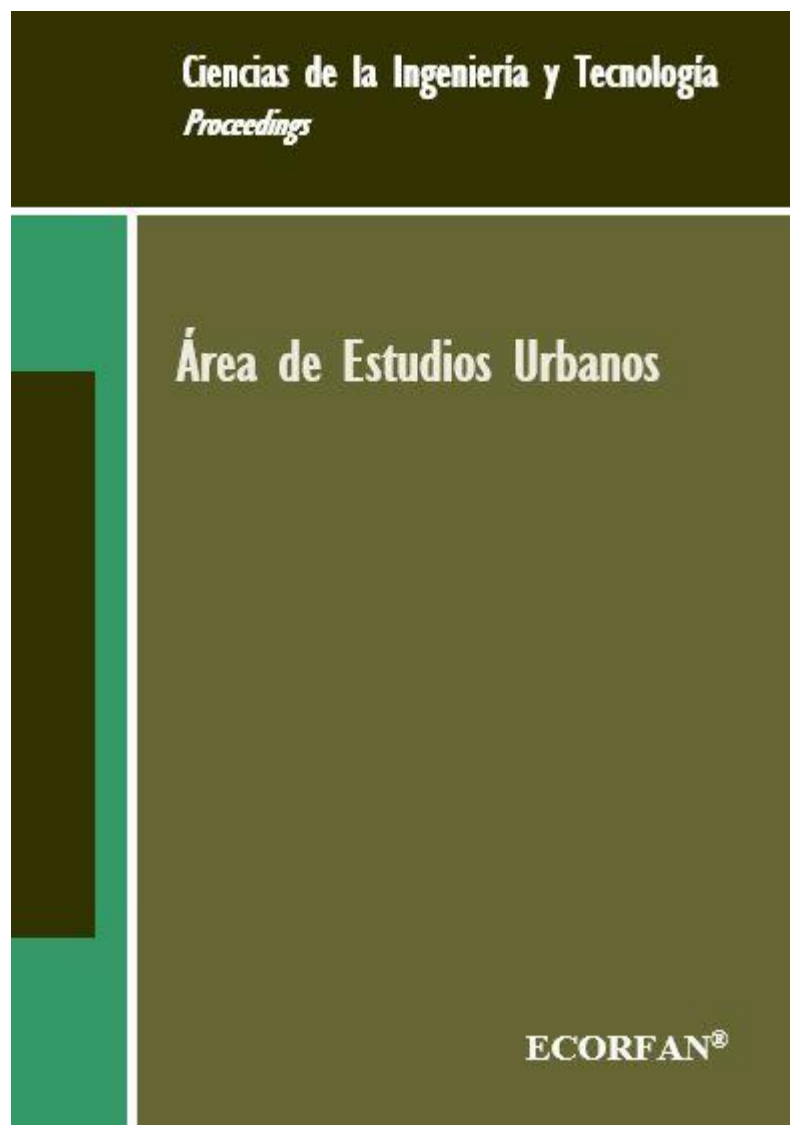 Ciencias de la Ingeniería y Tecnología
Proceedings
Área de Estudios Urbanos
ECORFAN®